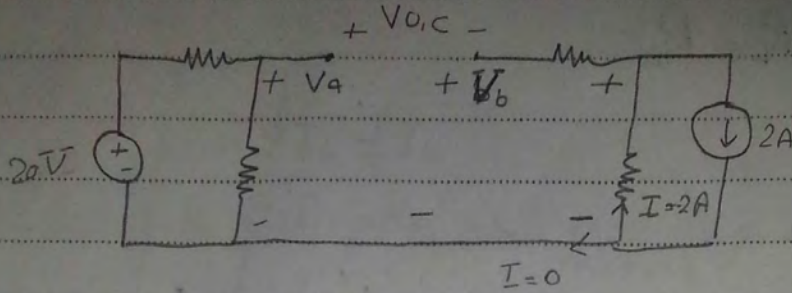 + Vo.c -
+ Va + Vb +
20V + - 2A
I=2A
- - -
I=0